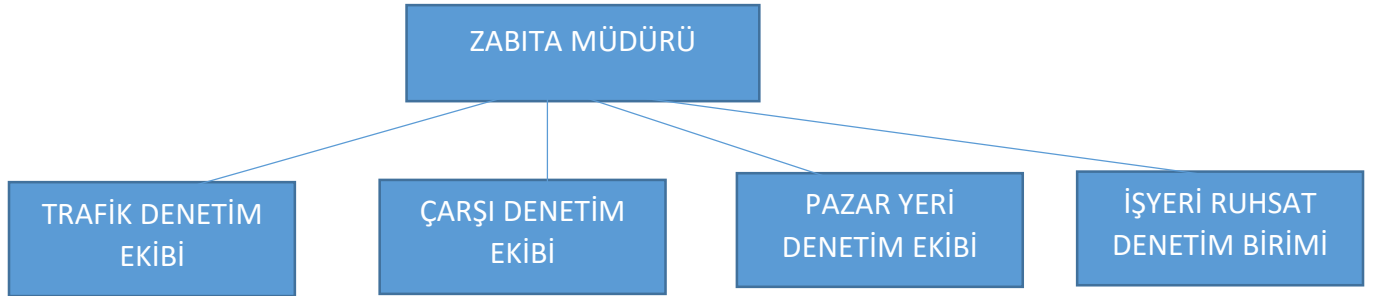 ZABITA MÜDÜRÜ
TRAFİK DENETİM
EKİBİ
ÇARŞI DENETİM
EKİBİ
PAZAR YERİ
DENETİM EKİBİ
İŞYERİ RUHSAT
DENETİM BİRİMİ